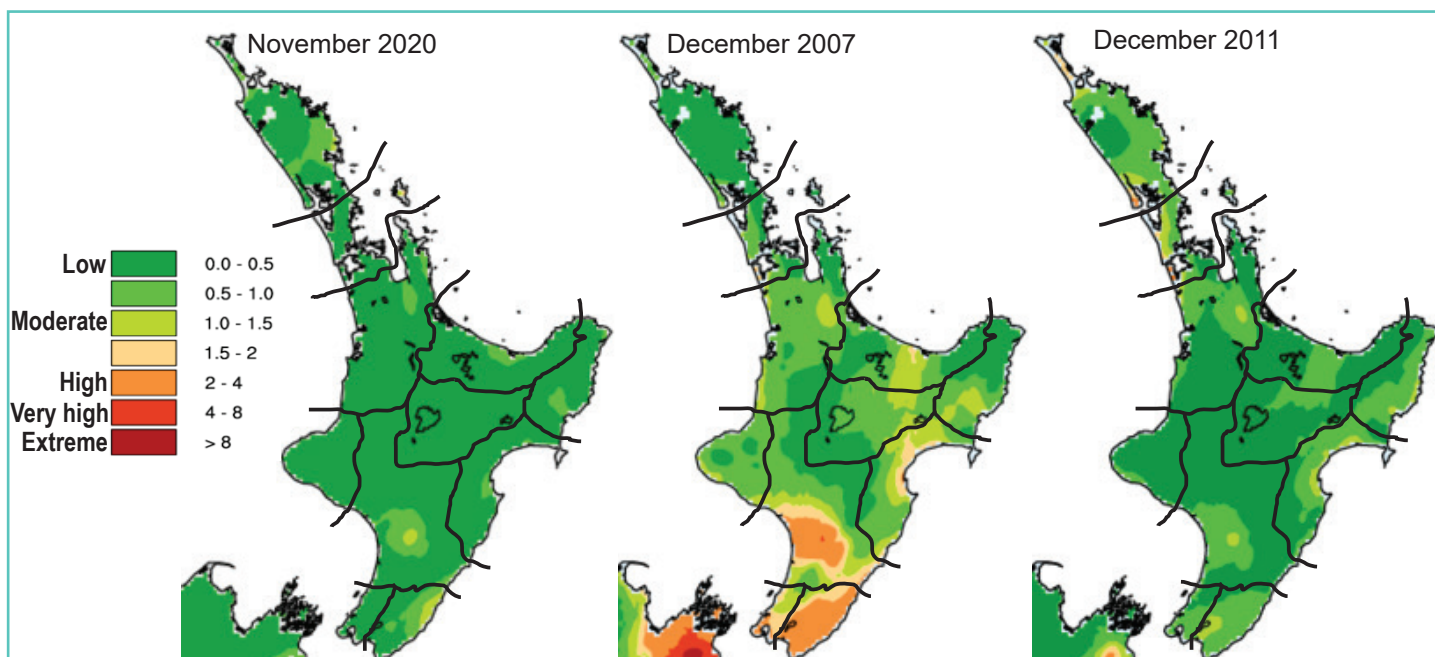 November 2020
December 2007
December 2011
Low 0.0 - 0.5
0.5 - 1.0
Moderate 1.0 - 1.5
1.5 - 2
High 2 - 4
Very high 4 - 8
Extreme > 8